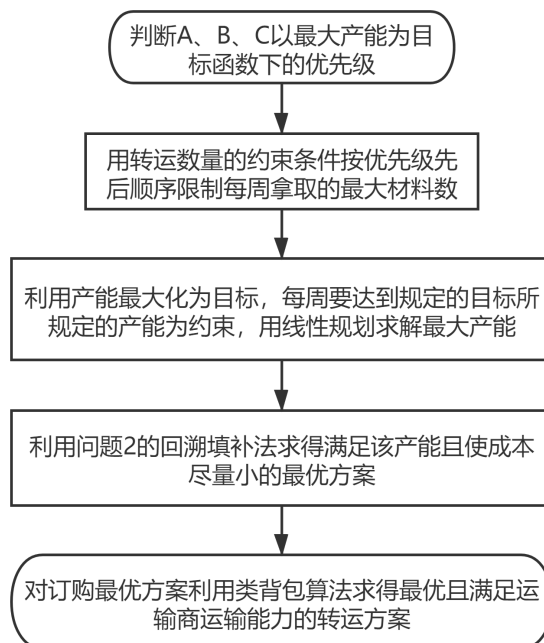 判断A、B、C以最大产能为目
标函数下的优先级
用转运数量的约束条件按优先级先
后顺序限制每周拿取的最大材料数
利用产能最大化为目标，每周要达到规定的目标所
规定的产能为约束，用线性规划求解最大产能
利用问题2的回溯填补法求得满足该产能且使成本
尽量小的最优方案
对订购最优方案利用类背包算法求得最优且满足运
输商运输能力的转运方案